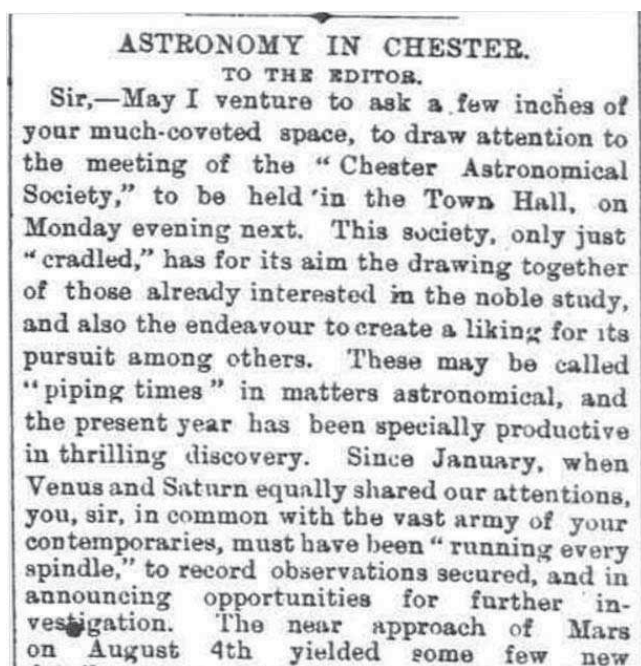 ASTRONOMY IN CHESTER.
TO THE EDITOR.
Sir,—May I venture to ask a few inches of
your much-coveted space, to draw attention to
the meeting of the “Chester Astronomical
Society,” to be held in the Town Hall, on
Monday evening next. This society, only just
“cradled,” has for its aim the drawing together
of those already interested in the noble study,
and also the endeavour to create a liking for its
pursuit among others. These may be called
“piping times” in matters astronomical, and
the present year has been specially productive
in thrilling discovery. Since January, when
Venus and Saturn equally shared our attentions,
you, sir, in common with the vast army of your
contemporaries, must have been “running every
spindle,” to record observations secured, and in
announcing opportunities for further in-
vestigation. The near approach of Mars
on August 4th yielded some few new